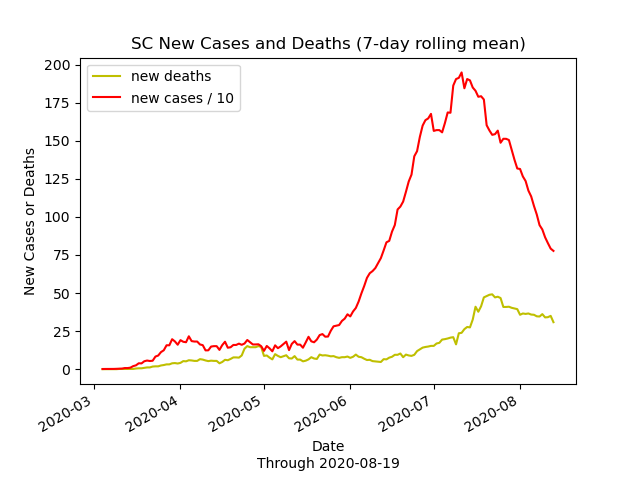 SC New Cases and Deaths (7-day rolling mean)
new deaths
new cases / 10
200
175
150
125
100
75
50
25
0
New Cases or Deaths
2020-03
2020-04
2020-05
2020-06
2020-07
2020-08
Date
Through 2020-08-19